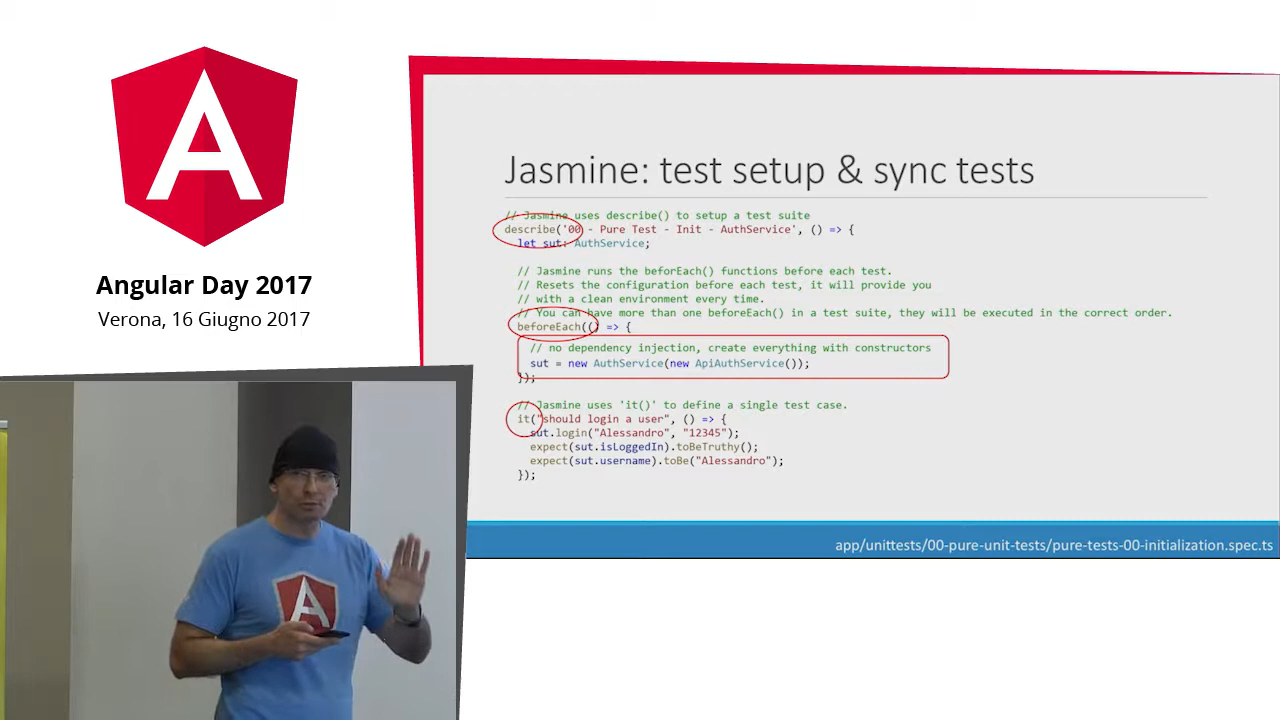 Angular Day 2017
Verona, 16 Giugno 2017
Jasmine: test setup & sync tests
// Jasmine uses describe() to setup a test suite
describe('00 - Pure Test - Init - AuthService', () => {
let sut: AuthService;
// Jasmine runs the beforEach() functions before each test.
// Resets the configuration before each test, it will provide you
// with a clean environment every time.
// You can have more than one beforeEach() in a test suite, they will be executed in the correct order.
beforeEach(() => {
// no dependency injection, create everything with constructors
sut = new AuthService(new ApiAuthService());
});
// Jasmine uses 'it()' to define a single test case.
it("should login a user", () => {
sut.login("Alessandro", "12345");
expect(sut.isLoggedIn).toBeTruthy();
expect(sut.username).toBe("Alessandro");
});
app/unittests/00-pure-unit-tests/pure-tests-00-initialization.spec.ts